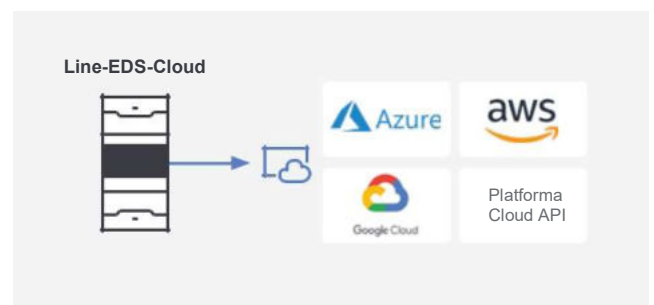 Line-EDS-Cloud
Azure
aws
Google Cloud
Platforma
Cloud API